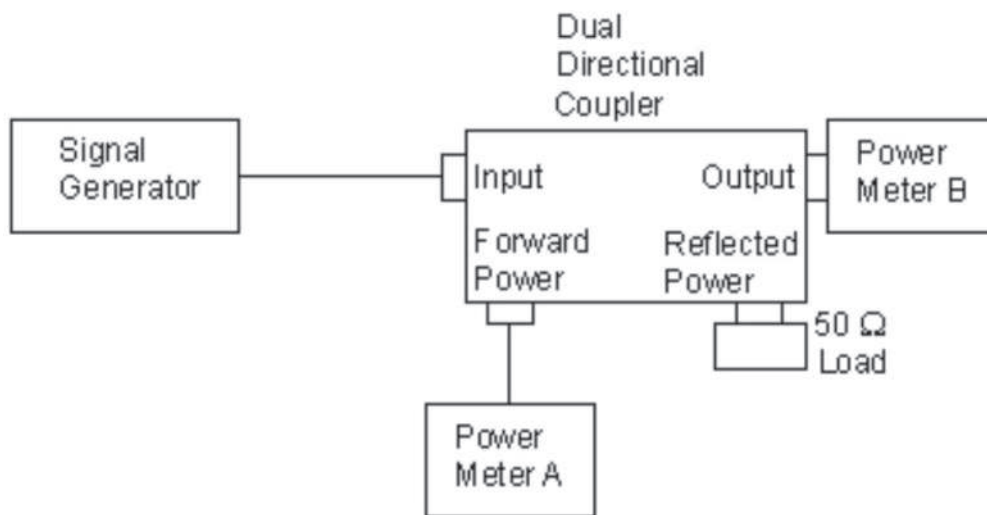 Dual
Directional
Coupler
Signal
Generator
Input
Output
Power
Meter B
Forward
Power
Reflected
Power
50 Ω
Load
Power
Meter A